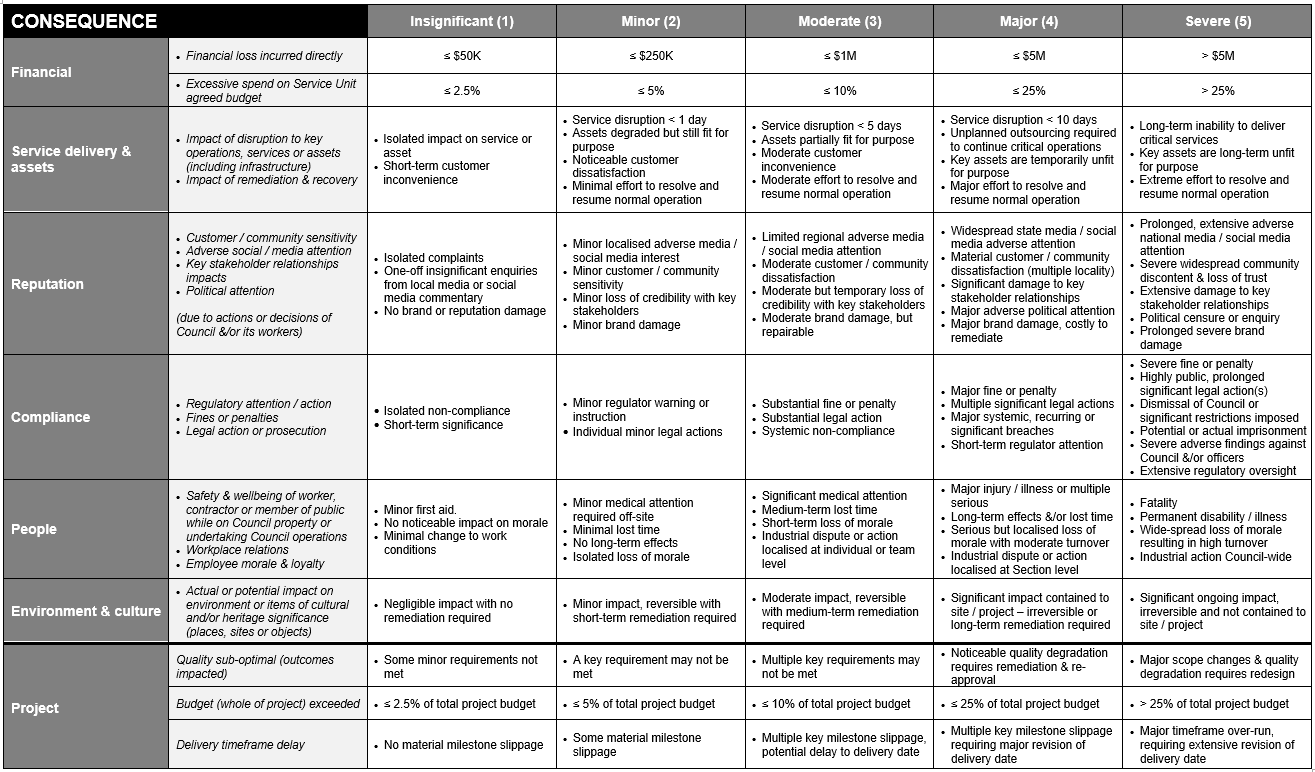 CONSEQUENCE
Insignificant (1)
Minor (2)
Moderate (3)
Major (4)
Severe (5)
Financial
• Financial loss incurred directly
≤ $50K
≤ $250K
≤ $1M
≤ $5M
> $5M
• Excessive spend on Service Unit
agreed budget
≤ 2.5%
≤ 5%
≤ 10%
≤ 25%
> 25%
Service delivery &
assets
• Impact of disruption to key
operations, services or assets
(including infrastructure)
• Impact of remediation & recovery
• Isolated impact on service or
asset
• Short-term customer
inconvenience
• Service disruption < 1 day
• Assets degraded but still fit for
purpose
• Noticeable customer
dissatisfaction
• Minimal effort to resolve and
resume normal operation
• Service disruption < 5 days
• Assets partially fit for purpose
• Moderate customer
inconvenience
• Moderate effort to resolve and
resume normal operation
• Service disruption < 10 days
• Unplanned outsourcing required
to continue critical operations
• Key assets are temporarily unfit
for purpose
• Major effort to resolve and
resume normal operation
• Long-term inability to deliver
critical services
• Key assets are long-term unfit
for purpose
• Extreme effort to resolve and
resume normal operation
Reputation
• Customer / community sensitivity
• Adverse social / media attention
• Key stakeholder relationships
impacts
• Political attention
(due to actions or decisions of
Council &/or its workers)
• Isolated complaints
• One-off insignificant enquiries
from local media or social
media commentary
• No brand or reputation damage
• Minor localised adverse media /
social media interest
• Minor customer / community
sensitivity
• Minor loss of credibility with key
stakeholders
• Minor brand damage
• Limited regional adverse media
/ social media attention
• Moderate customer / community
dissatisfaction
• Moderate but temporary loss of
credibility with key stakeholders
• Moderate brand damage, but
repairable
• Widespread state media / social
media adverse attention
• Material customer / community
dissatisfaction (multiple locality)
• Significant damage to key
stakeholder relationships
• Major adverse political attention
• Major brand damage, costly to
remediate
• Prolonged, extensive adverse
national media / social media
attention
• Severe widespread community
discontent & loss of trust
• Extensive damage to key
stakeholder relationships
• Political censure or enquiry
• Prolonged severe brand
damage
Compliance
• Regulatory attention / action
• Fines or penalties
• Legal action or prosecution
• Isolated non-compliance
• Short-term significance
• Minor regulator warning or
instruction
• Individual minor legal actions
• Substantial fine or penalty
• Substantial legal action
• Systemic non-compliance
• Major fine or penalty
• Multiple significant legal actions
• Major systemic, recurring or
significant breaches
• Short-term regulator attention
• Severe fine or penalty
• Highly public, prolonged
significant legal action(s)
• Dismissal of Council or
significant restrictions imposed
• Potential or actual imprisonment
• Severe adverse findings against
Council &/or officers
• Extensive regulatory oversight
People
• Safety & wellbeing of worker,
contractor or member of public
while on Council property or
undertaking Council operations
• Workplace relations
• Employee morale & loyalty
• Minor first aid.
• No noticeable impact on morale
• Minimal change to work
conditions
• Minor medical attention
required off-site
• Minimal lost time
• No long-term effects
• Isolated loss of morale
• Significant medical attention
• Medium-term lost time
• Short-term loss of morale
• Industrial dispute or action
localised at individual or team
level
• Major injury / illness or multiple
serious
• Long-term effects &/or lost time
• Serious but localised loss of
morale with moderate turnover
• Industrial dispute or action
localised at Section level
• Fatality
• Permanent disability / illness
• Wide-spread loss of morale
resulting in high turnover
• Industrial action Council-wide
Environment & culture
• Actual or potential impact on
environment or items of cultural
and/or heritage significance
(places, sites or objects)
• Negligible impact with no
remediation required
• Minor impact, reversible with
short-term remediation required
• Moderate impact, reversible
with medium-term remediation
required
• Significant impact contained to
site / project – irreversible or
long-term remediation required
• Significant ongoing impact,
irreversible and not contained to
site / project
Project
Quality sub-optimal (outcomes
impacted)
• Some minor requirements not
met
• A key requirement may not be
met
• Multiple key requirements may
not be met
• Noticeable quality degradation
requires remediation & re-
approval
• Major scope changes & quality
degradation requires redesign
Budget (whole of project) exceeded
• ≤ 2.5% of total project budget
• ≤ 5% of total project budget
• ≤ 10% of total project budget
• ≤ 25% of total project budget
• > 25% of total project budget
Delivery timeframe delay
• No material milestone slippage
• Some material milestone
slippage
• Multiple key milestone slippage,
potential delay to delivery date
• Multiple key milestone slippage
requiring major revision of
delivery date
• Major timeframe over-run,
requiring extensive revision of
delivery date